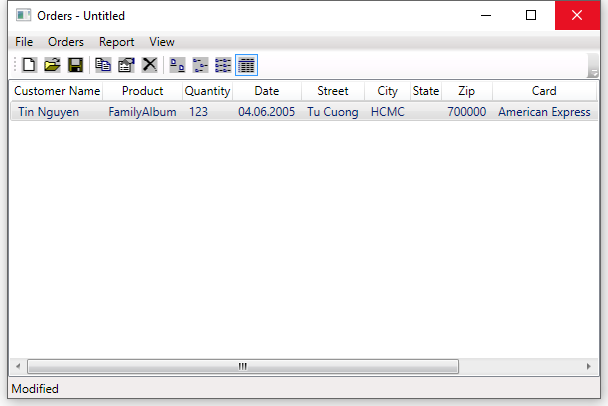 Orders - Untitled
File Orders Report View
Customer Name Product Quantity Date Street City State Zip Card
Tin Nguyen FamilyAlbum 123 04.06.2005 Tu Cuong HCMC 700000 American Express
Modified